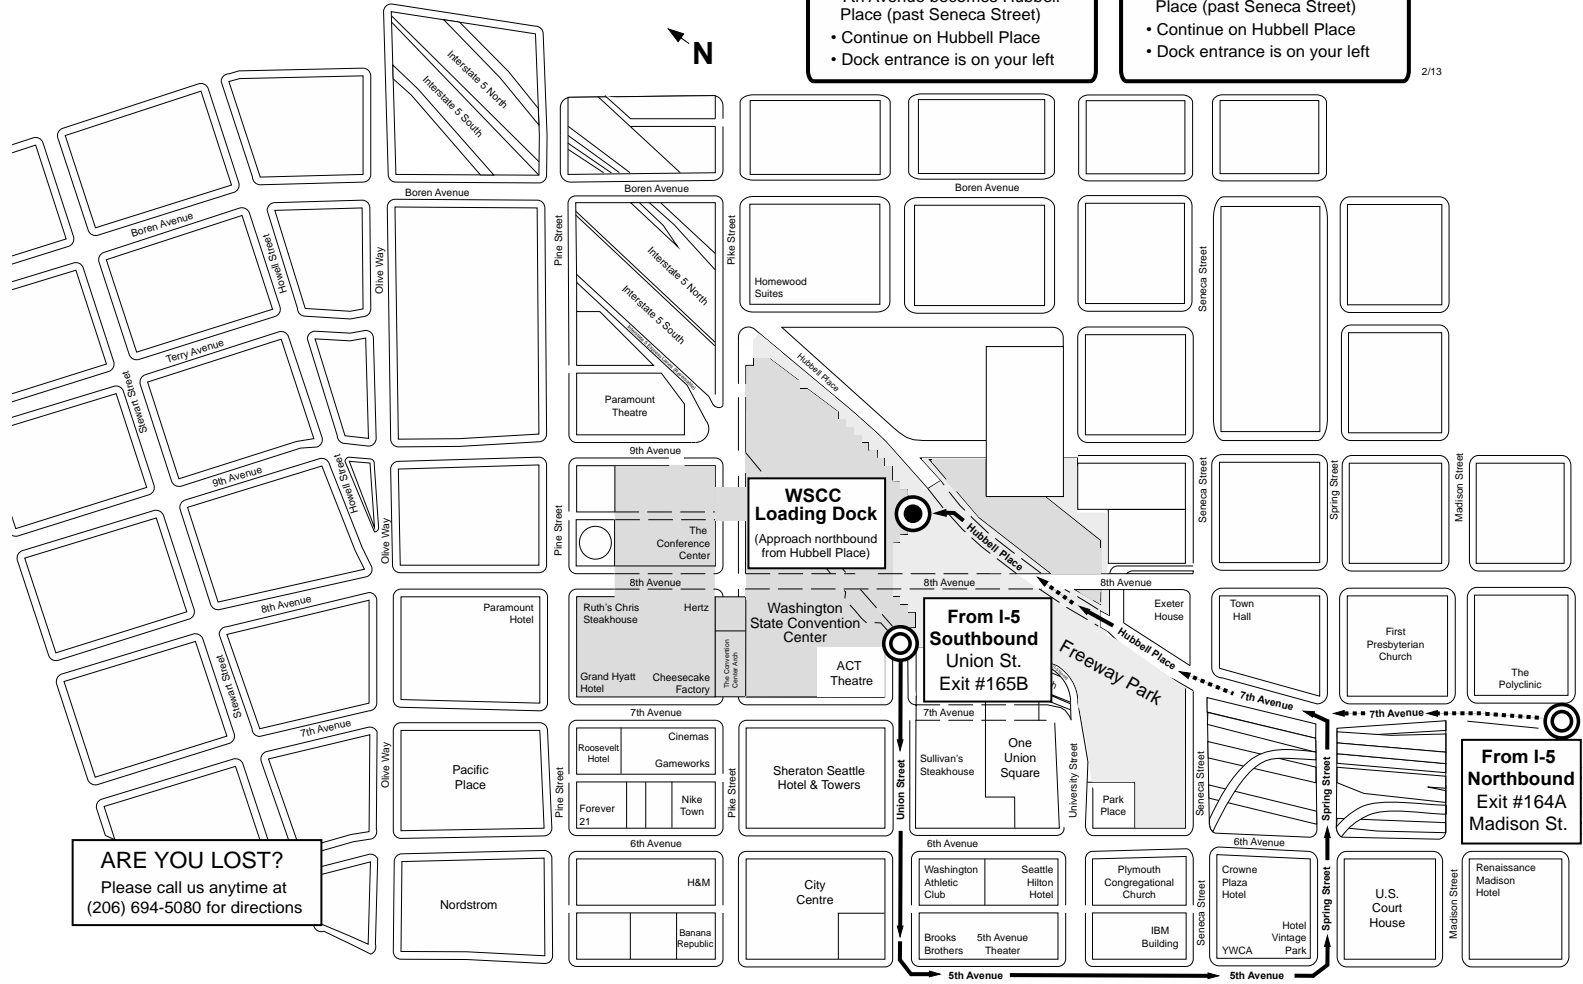 7th Avenue becomes Hubbell
Place (past Seneca Street)
• Continue on Hubbell Place
• Dock entrance is on your left
Place (past Seneca Street)
• Continue on Hubbell Place
• Dock entrance is on your left
2/13
N
Interstate 5 North
Interstate 5 South
Boren Avenue
Boren Avenue
Boren Avenue
Boren Avenue
Howell Street
Olive Way
Pine Street
Pike Street
Seneca Street
Interstate 5 North
Interstate 5 South
Homewood
Suites
Terry Avenue
Stewart Street
Hubbell Place
Paramount
Theatre
9th Avenue
9th Avenue
Howell Street
Olive Way
Pine Street
The
Conference
Center
WSCC
Loading Dock
(Approach northbound
from Hubbell Place)
Hubbell Place
Seneca Street
Spring Street
Madison Street
8th Avenue
8th Avenue
8th Avenue
8th Avenue
Paramount
Hotel
Ruth's Chris
Steakhouse
Hertz
Grand Hyatt
Hotel
Cheesecake
Factory
The Convention
Center Arch
Washington
State Convention
Center
ACT
Theatre
From I-5
Southbound
Union St.
Exit #165B
Freeway Park
Exeter
House
Hubbell Place
Town
Hall
First
Presbyterian
Church
The
Polyclinic
Stewart Street
7th Avenue
7th Avenue
7th Avenue
7th Avenue
7th Avenue
Olive Way
Pacific
Place
Pine Street
Roosevelt
Hotel
Cinemas
Gameworks
Forever
21
Nike
Town
Pike Street
Sheraton Seattle
Hotel & Towers
Union Street
Sullivan's
Steakhouse
One
Union
Square
University Street
Park
Place
Seneca Street
Spring Street
From I-5
Northbound
Exit #164A
Madison St.
6th Avenue
6th Avenue
6th Avenue
ARE YOU LOST?
Please call us anytime at
(206) 694-5080 for directions
Nordstrom
H&M
Banana
Republic
City
Centre
Washington
Athletic
Club
Seattle
Hilton
Hotel
Brooks
Brothers
5th Avenue
Theater
Plymouth
Congregational
Church
IBM
Building
Seneca Street
Crowne
Plaza
Hotel
Hotel
Vintage
Park
YWCA
Spring Street
U.S.
Court
House
Madison Street
Renaissance
Madison
Hotel
5th Avenue
5th Avenue